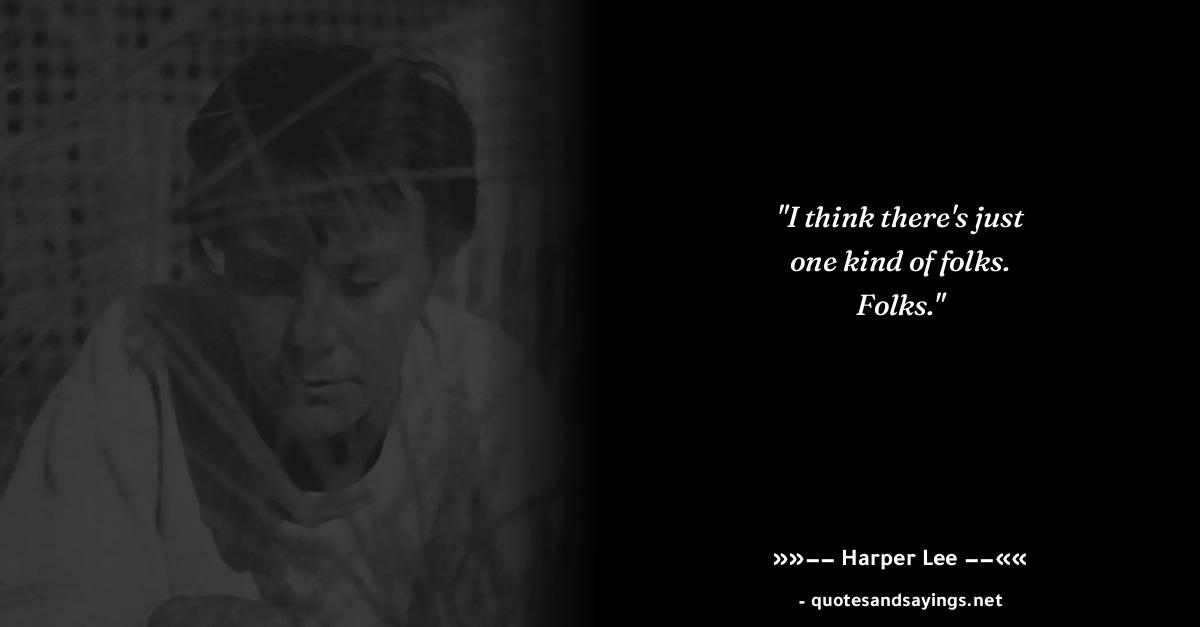 "I think there's just
one kind of folks.
Folks."
»»–– Harper Lee ––««
- quotesandsayings.net